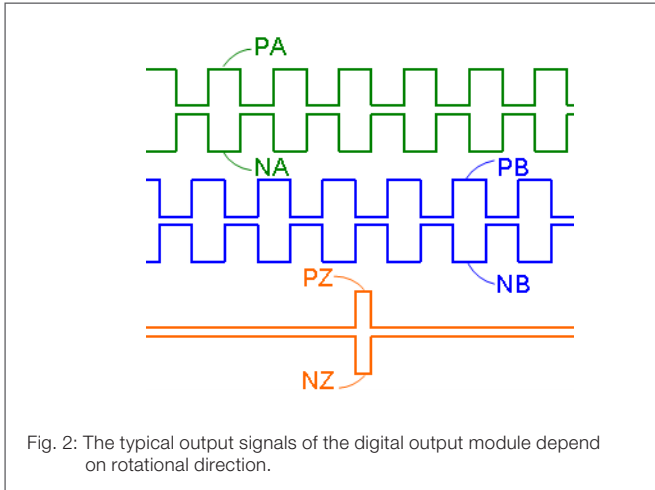 PA
NA
PB
NB
PZ
NZ
Fig. 2: The typical output signals of the digital output module depend
on rotational direction.